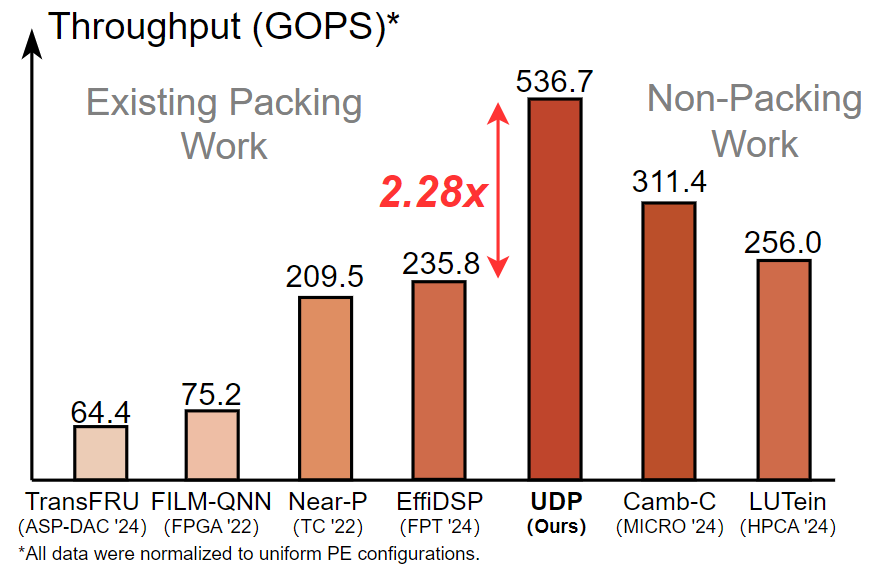 Throughput (GOPS)*
Existing Packing
Work
Non-Packing
Work
2.28x
64.4
75.2
209.5
235.8
536.7
311.4
256.0
TransFRU FILM-QNN Near-P EffiDSP UDP Camb-C LUTein
(ASP-DAC '24) (FPGA '22) (TC '22) (FPT '24) (Ours) (MICRO '24) (HPCA '24)
*All data were normalized to uniform PE configurations.